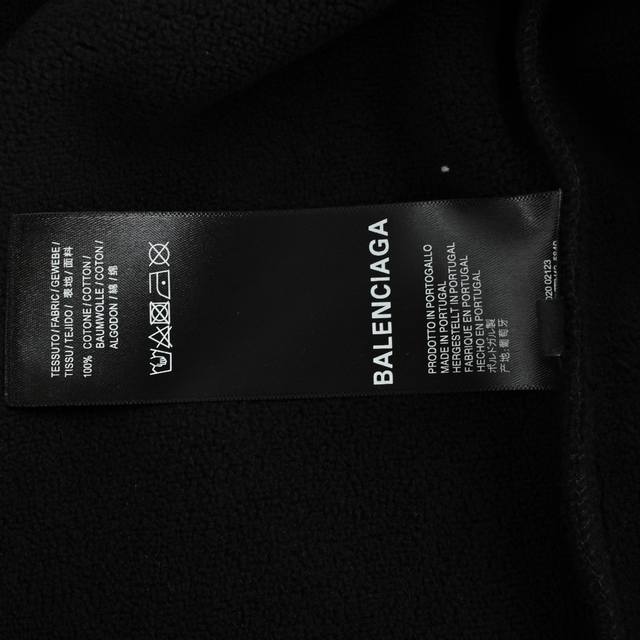 TESSUTO / FABRIC / GEWEBE /
TISSU / TEJIDO / 表地 / 面料
100% COTONE / COTTON /
BAUMWOLLE / COTON /
ALGODON / 綿 / 棉
BALENCIAGA
PRODOTTO IN PORTOGALLO
MADE IN PORTUGAL
HERGESTELLT IN PORTUGAL
FABRIQUE EN PORTUGAL
HECHO EN PORTUGAL
ポルトガル製
产地: 葡萄牙